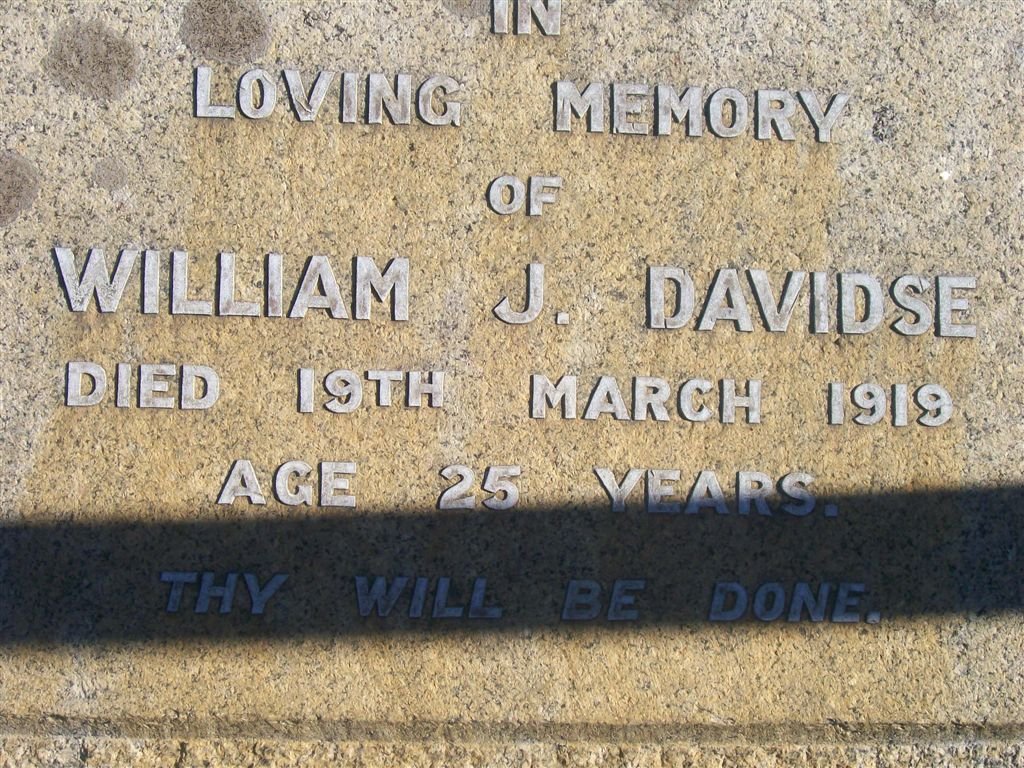 IN
LOVING MEMORY
OF
WILLIAM J. DAVIDSE
DIED 19TH MARCH 1919
AGE 25 YEARS.
THY WILL BE DONE.